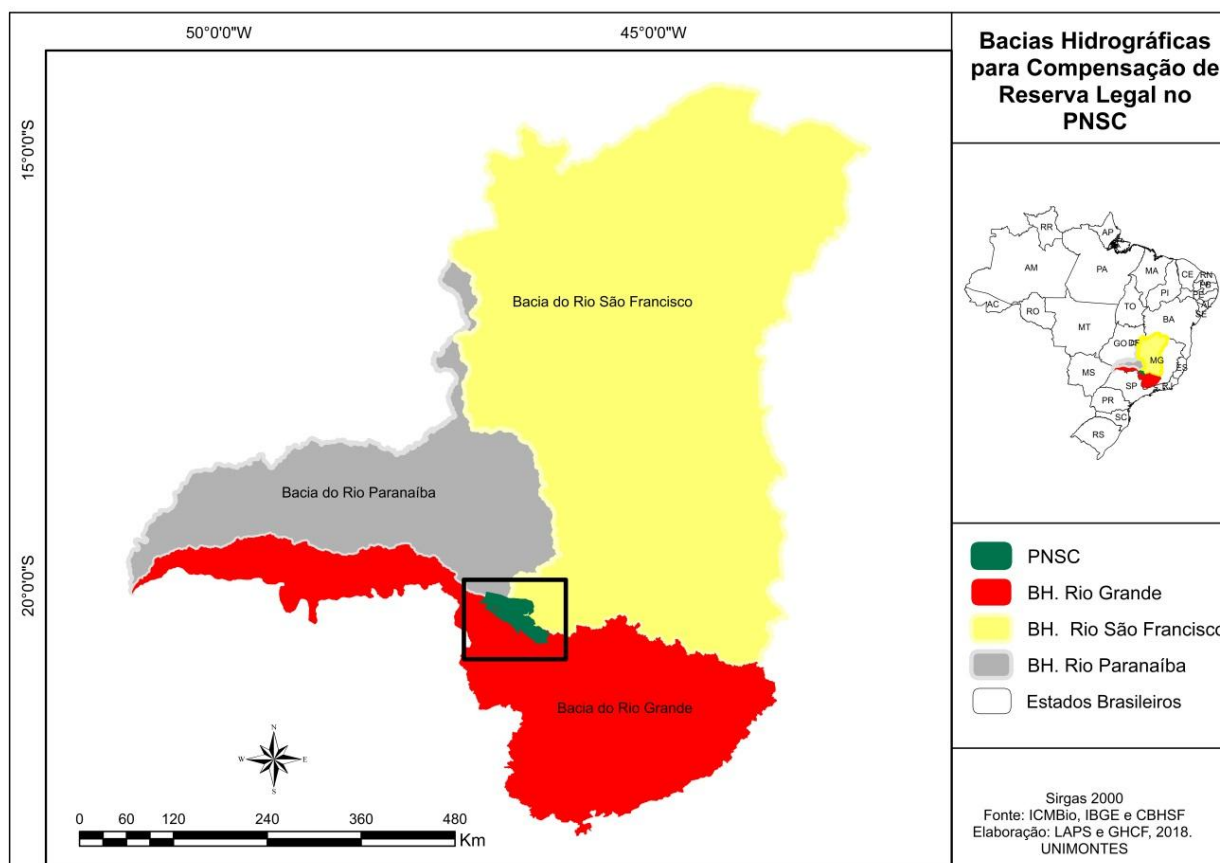 50°0'0"W
45°0'0"W
15°0'0"S
20°0'0"S
Bacia do Rio São Francisco
Bacia do Rio Paranaíba
Bacia do Rio Grande
N
W
E
S
0 60 120 240 360 480
Km
Bacias Hidrográficas
para Compensação de
Reserva Legal no
PNSC
RR
AP
AM
PA
MA
CE
RN
PI
AC
RO
TO
AL
SE
BA
MT
GO
DF
MG
ES
MS
SP
RJ
PR
SC
RS
PNSC
BH. Rio Grande
BH. Rio São Francisco
BH. Rio Paranaíba
Estados Brasileiros
Sirgas 2000
Fonte: ICMBio, IBGE e CBHSF
Elaboração: LAPS e GHCF, 2018.
UNIMONTES